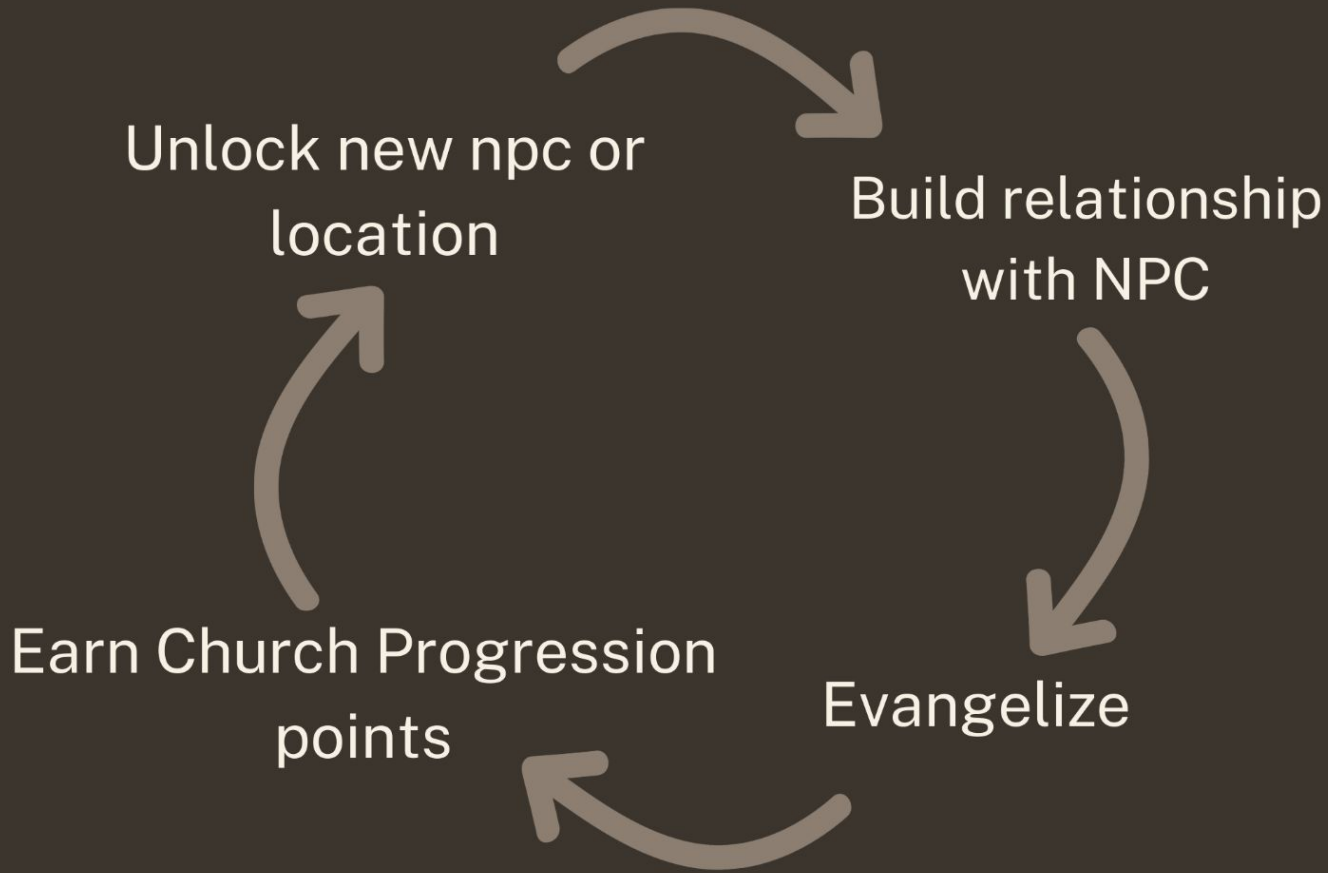 Unlock new npc or
location
Build relationship
with NPC
Evangelize
Earn Church Progression
points